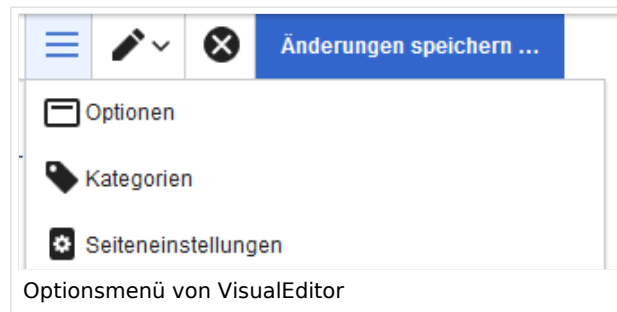 Änderungen speichern ...
Optionen
Kategorien
Seiteneinstellungen
Optionsmenü von VisualEditor